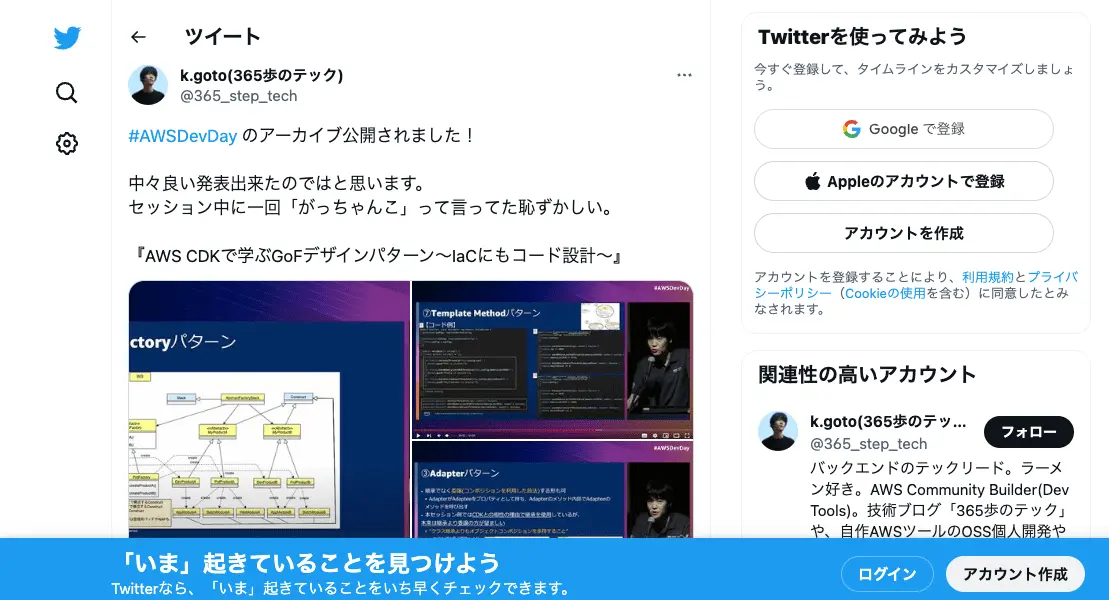 ツイート
k.goto(365歩のテック)
@365_step_tech
#AWSDevDay のアーカイブ公開されました！
中々良い発表出来たのではと思います。
セッション中に一回「がっちゃんこ」って言ってた恥ずかしい。
『AWS CDKで学ぶGoFデザインパターン〜IaCにもコード設計〜』
ctoryパターン
#AWSDevDay
⑦Template Methodパターン
【コード例】
#AWSDevDay
③Adapterパターン
Twitterを使ってみよう
今すぐ登録して、タイムラインをカスタマイズしましょ
う。
Google で登録
Appleのアカウントで登録
アカウントを作成
アカウントを登録することにより、利用規約とプライバ
シーポリシー（Cookieの使用を含む）に同意したとみ
なされます。
関連性の高いアカウント
k.goto(365歩のテッ...
@365_step_tech
フォロー
バックエンドのテックリード。ラーメ
ン好き。AWS Community Builder(Dev
Tools)。技術ブログ「365歩のテック」
や、自作AWSツールのOSS個人開発や
「いま」起きていることを見つけよう
Twitterなら、「いま」起きていることをいち早くチェックできます。
ログイン
アカウント作成